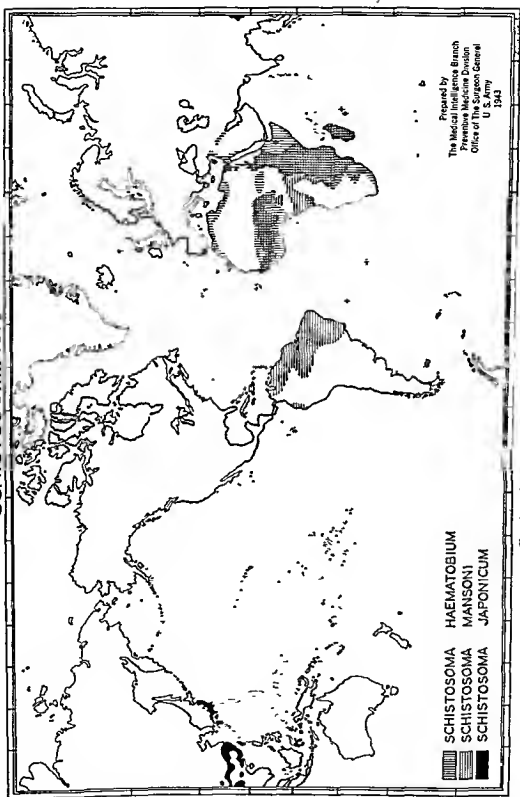 Prepared by
The Medical Intelligence Branch
Preventive Medicine Division
Office of The Surgeon General
U. S. Army
1943
SCHISTOSOMA HAEMATOBIUM
SCHISTOSOMA MANSONI
SCHISTOSOMA JAPONICUM